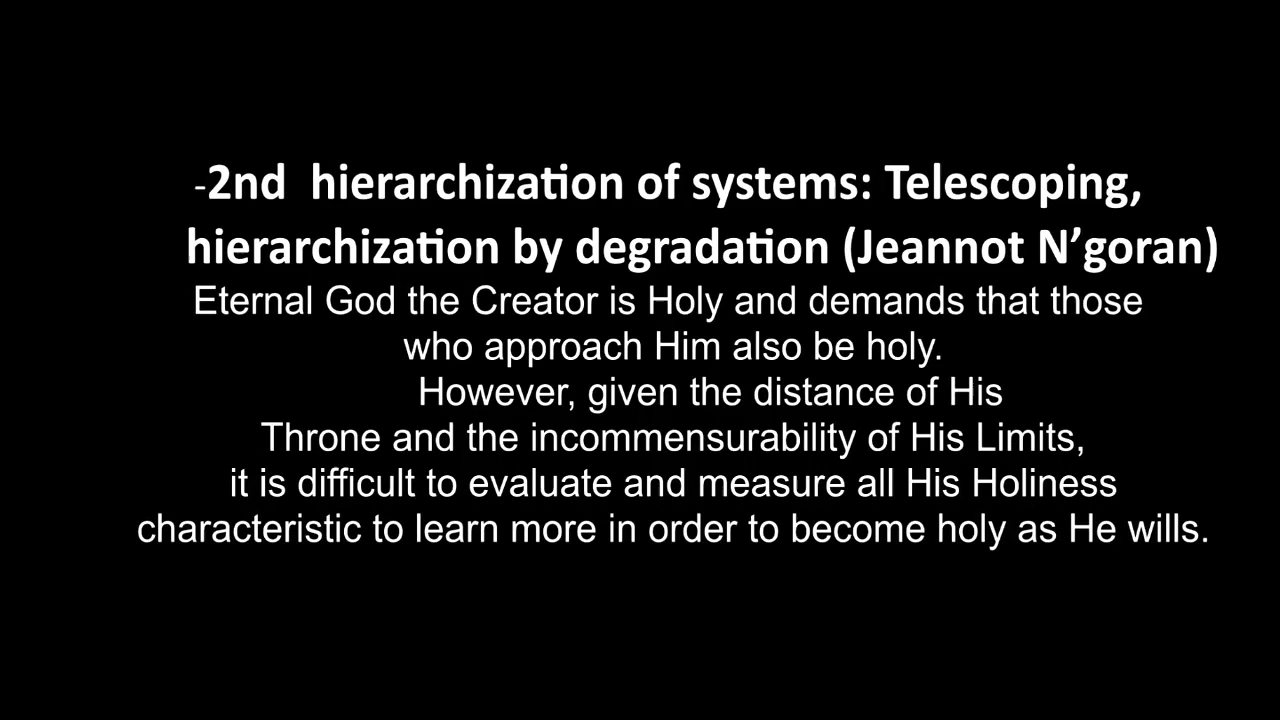 -2nd  hierarchization of systems: Telescoping,
hierarchization by degradation (Jeannot N’goran)
Eternal God the Creator is Holy and demands that those
who approach Him also be holy.
However, given the distance of His
Throne and the incommensurability of His Limits,
it is difficult to evaluate and measure all His Holiness
characteristic to learn more in order to become holy as He wills.